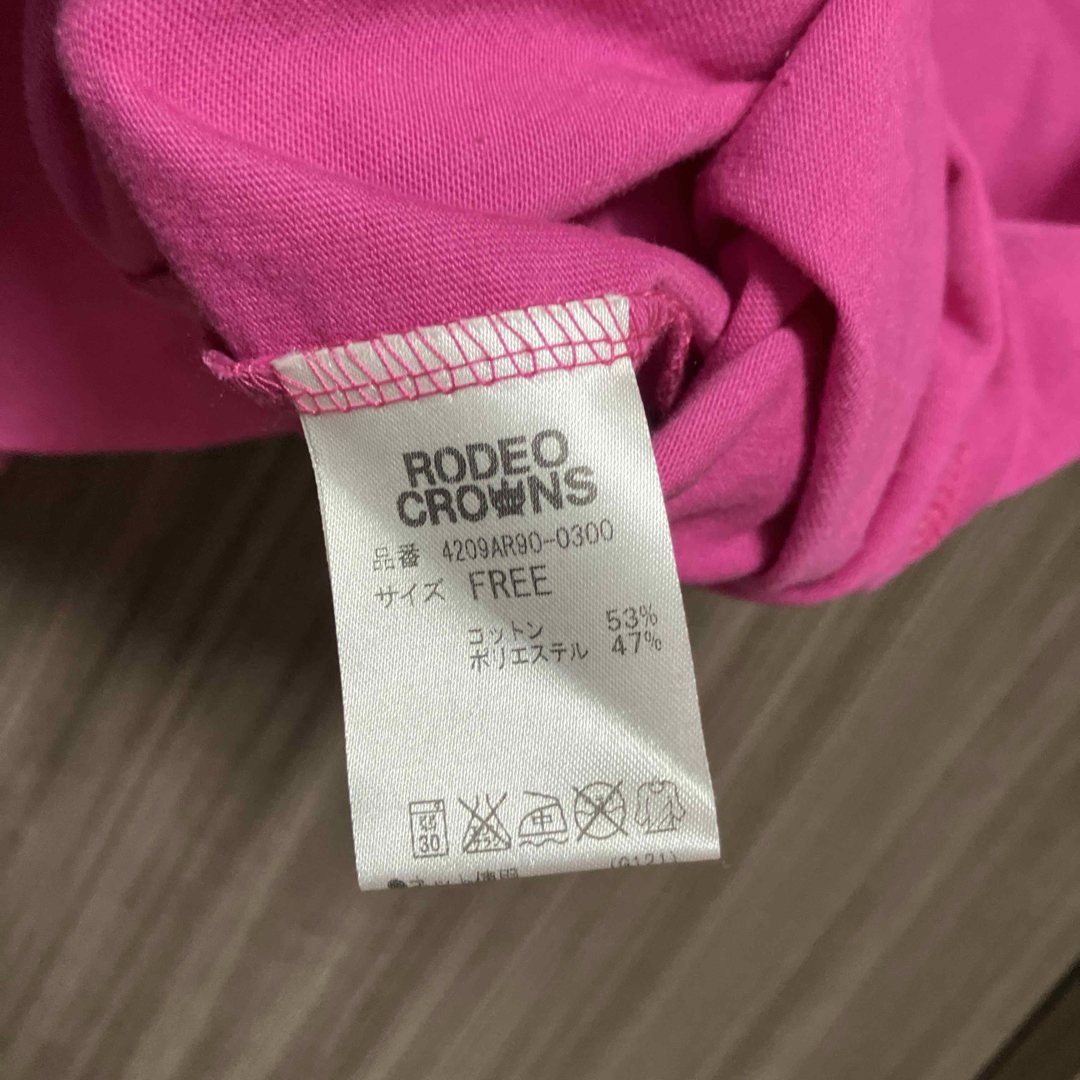 RODEO
CROWNS
品番 4209AR90-0300
サイズ FREE
コットン 53%
ポリエステル 47%
30 中